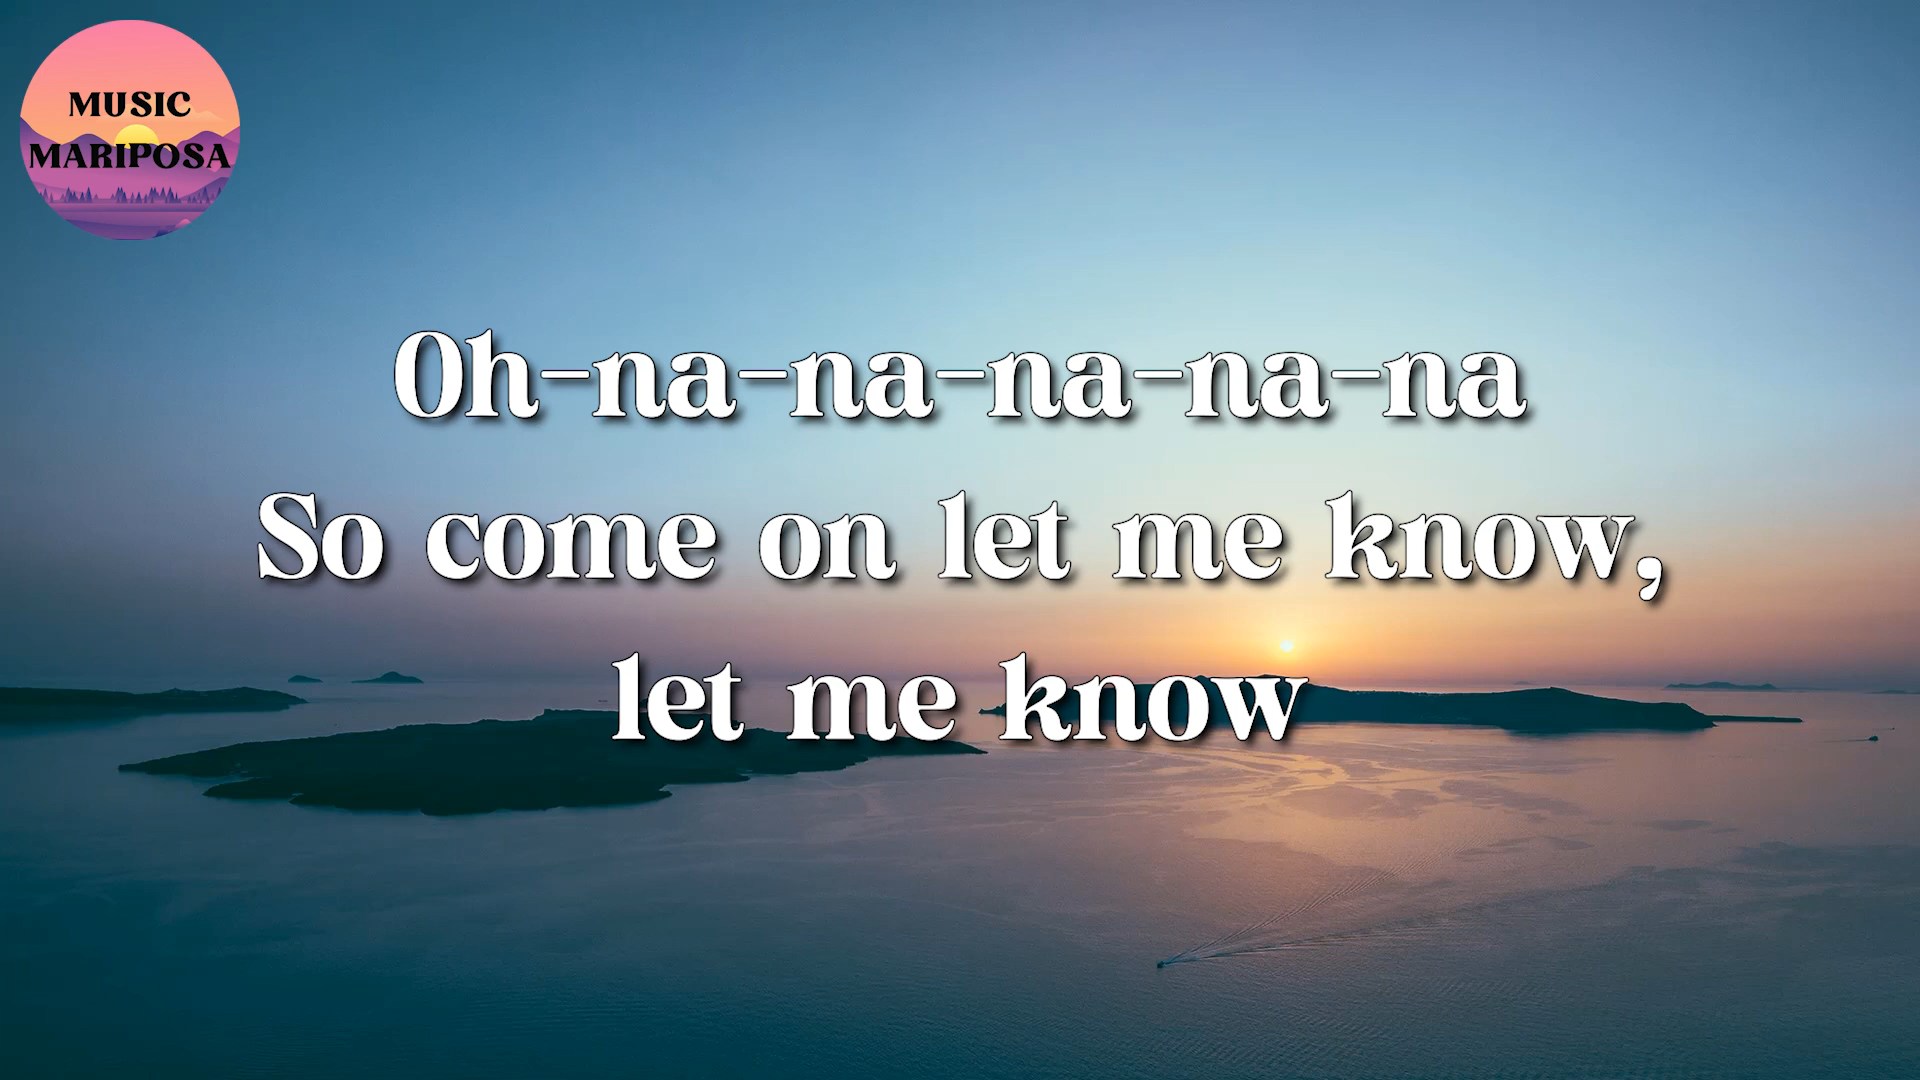 MUSIC
MARIPOSA
Oh-na-na-na-na-na
So come on let me know,
let me know